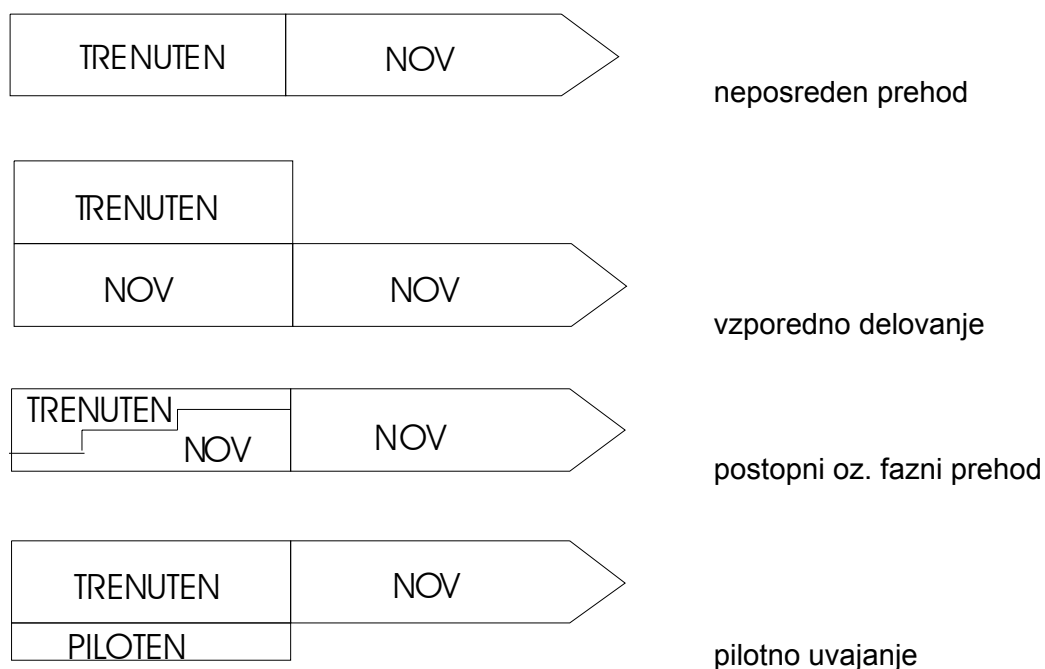 TRENUTEN NOV
neposreden prehod
TRENUTEN
NOV NOV
vzporedno delovanje
TRENUTEN
NOV NOV
postopni oz. fazni prehod
TRENUTEN NOV
PILOTEN
pilotno uvajanje